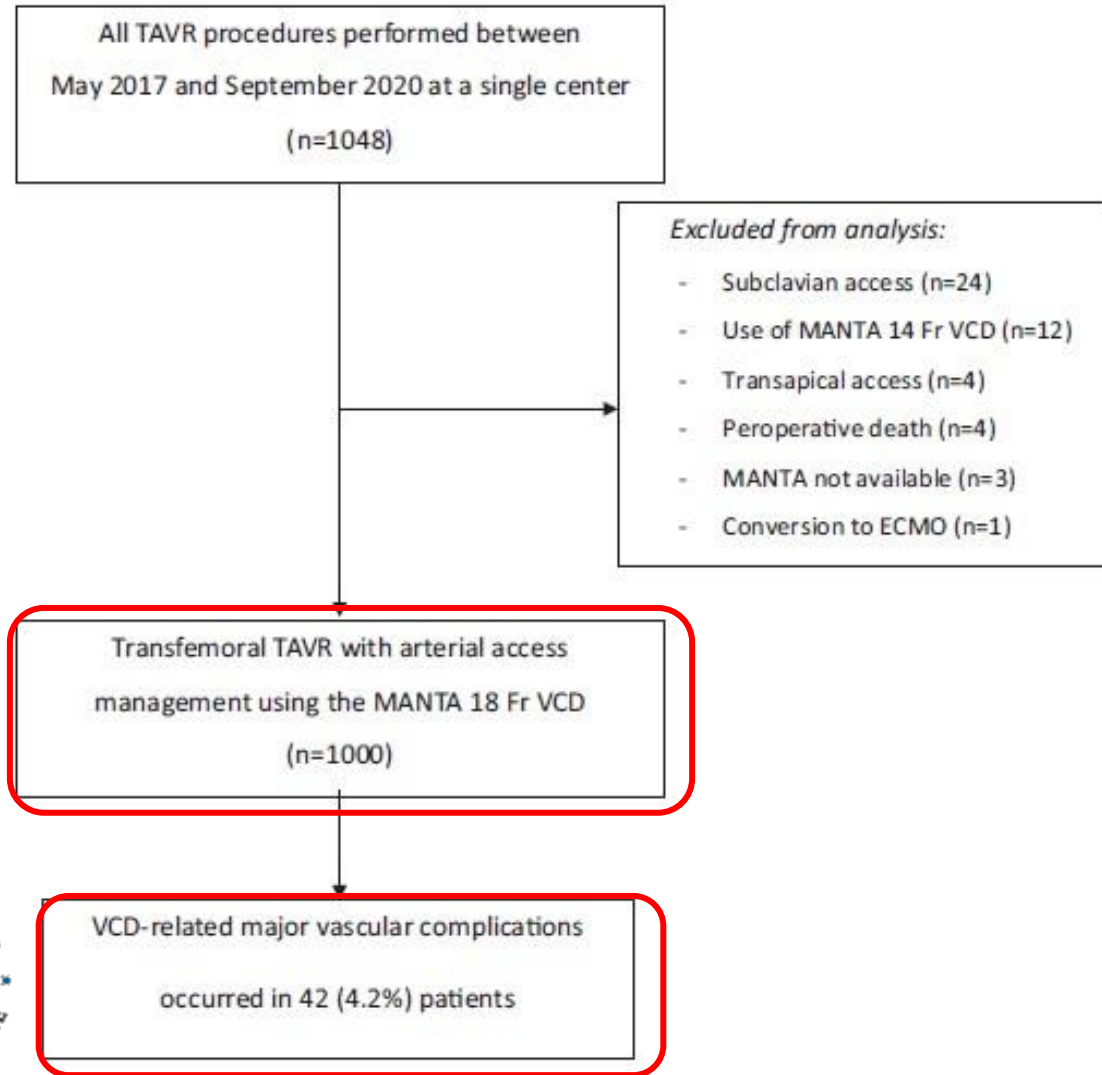 All TAVR procedures performed between
May 2017 and September 2020 at a single center
(n=1048)
Excluded from analysis:
- Subclavian access (n=24)
- Use of MANTA 14 Fr VCD (n=12)
- Transapical access (n=4)
- Peroperative death (n=4)
- MANTA not available (n=3)
- Conversion to ECMO (n=1)
Transfemoral TAVR with arterial access
management using the MANTA 18 Fr VCD
(n=1000)
VCD-related major vascular complications
occurred in 42 (4.2%) patients